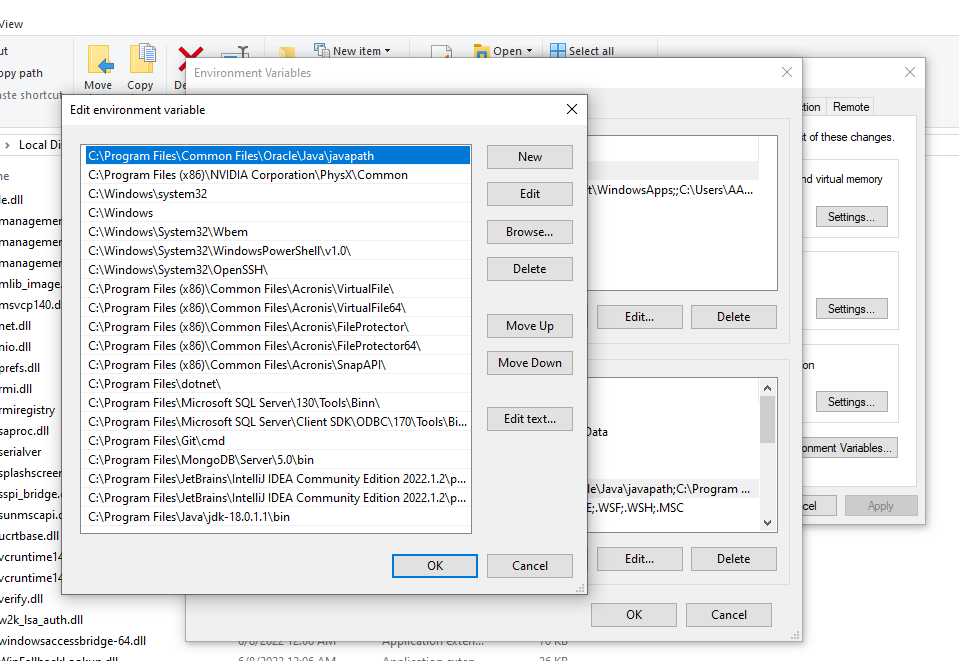 View
ut
opy path
aste shortcut
Move
Copy
New item
Open
Select all
Local Di
me
Environment Variables
t\WindowsApps;;C:\Users\AA...
Edit...
Delete
Data
le\Java\javapath;C:\Program ...
E;.WSF;.WSH;.MSC
Edit...
Delete
OK
Cancel
Remote
t of these changes.
nd virtual memory
Settings...
Settings...
on
Settings...
onment Variables...
cel
Apply
Edit environment variable
C:\Program Files\Common Files\Oracle\Java\javapath
C:\Program Files (x86)\NVIDIA Corporation\PhysX\Common
C:\Windows\system32
C:\Windows
C:\Windows\System32\Wbem
C:\Windows\System32\WindowsPowerShell\v1.0\
C:\Windows\System32\OpenSSH\
C:\Program Files (x86)\Common Files\Acronis\VirtualFile\
C:\Program Files (x86)\Common Files\Acronis\VirtualFile64\
C:\Program Files (x86)\Common Files\Acronis\FileProtector\
C:\Program Files (x86)\Common Files\Acronis\FileProtector64\
C:\Program Files (x86)\Common Files\Acronis\SnapAPI\
C:\Program Files\dotnet\
C:\Program Files\Microsoft SQL Server\130\Tools\Binn\
C:\Program Files\Microsoft SQL Server\Client SDK\ODBC\170\Tools\Bi...
C:\Program Files\Git\cmd
C:\Program Files\MongoDB\Server\5.0\bin
C:\Program Files\JetBrains\IntelliJ IDEA Community Edition 2022.1.2\p...
C:\Program Files\JetBrains\IntelliJ IDEA Community Edition 2022.1.2\p...
C:\Program Files\Java\jdk-18.0.1.1\bin
New
Edit
Browse...
Delete
Move Up
Move Down
Edit text...
OK
Cancel
le.dll
managemen
managemen
managemen
mlib_image.
msvcp140.d
net.dll
nio.dll
prefs.dll
rmi.dll
rmiregistry
saproc.dll
serialver
splashscreen
sspi_bridge.
sunmscapi.
ucrtbase.dll
vcruntime14
vcruntime14
verify.dll
w2k_lsa_auth.dll
windowsaccessbridge-64.dll